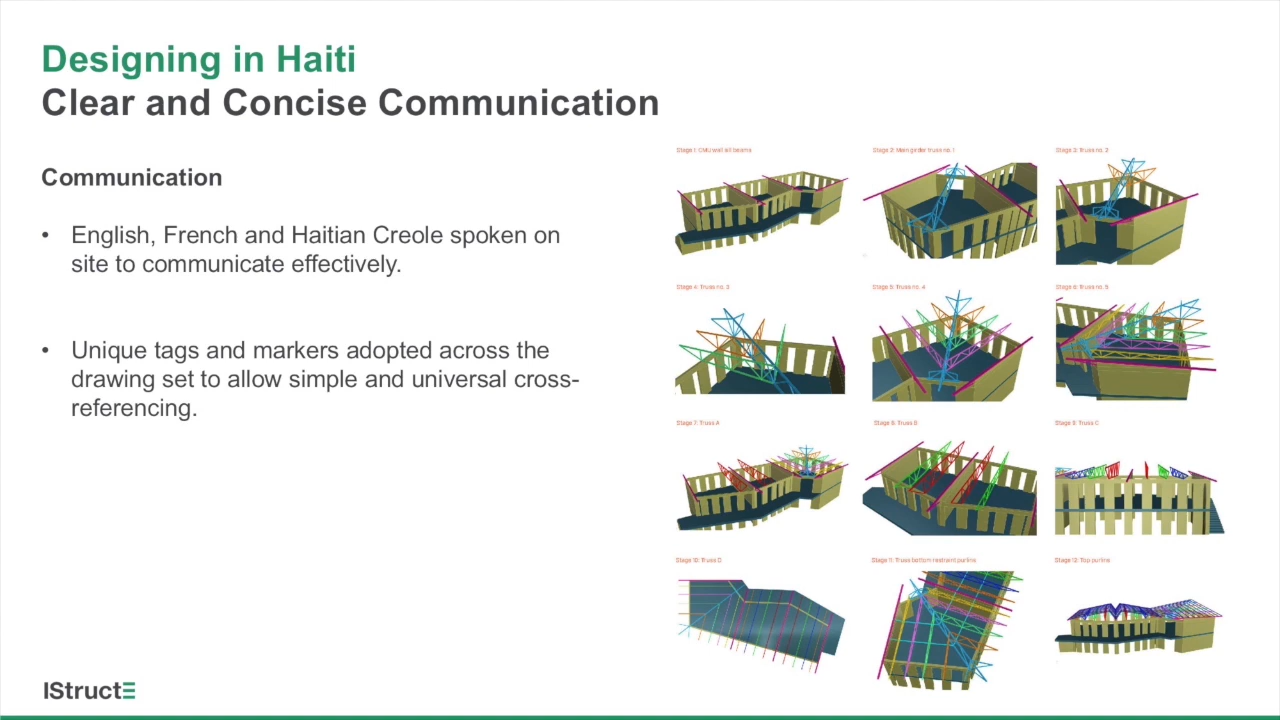 Designing in Haiti
Clear and Concise Communication
Communication
• English, French and Haitian Creole spoken on
site to communicate effectively.
• Unique tags and markers adopted across the
drawing set to allow simple and universal cross-
referencing.
Stage 1: CMU wall sill beams
Stage 2: Main girder truss no. 1
Stage 3: Truss no. 2
Stage 4: Truss no. 3
Stage 5: Truss no. 4
Stage 6: Truss no. 5
Stage 7: Truss A
Stage 8: Truss B
Stage 9: Truss C
Stage 10: Truss D
Stage 11: Truss bottom restraint purlins
Stage 12: Top purlins
IStructE